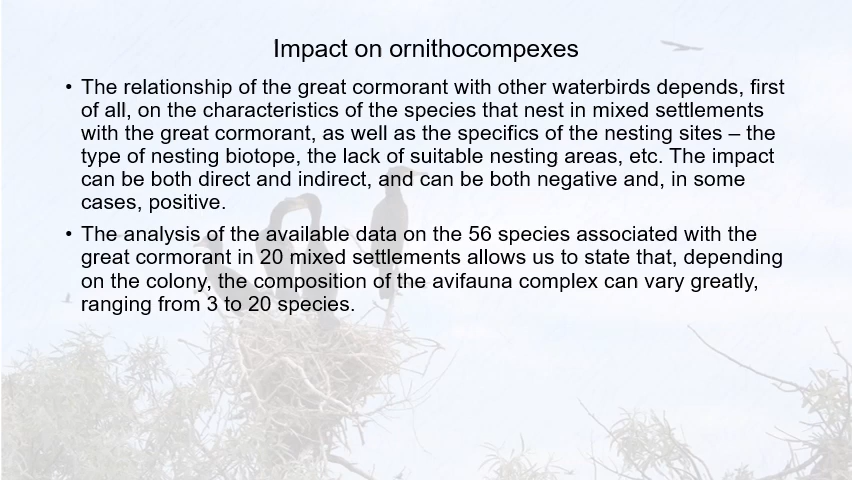 Impact on ornithocompexes
• The relationship of the great cormorant with other waterbirds depends, first
of all, on the characteristics of the species that nest in mixed settlements
with the great cormorant, as well as the specifics of the nesting sites – the
type of nesting biotope, the lack of suitable nesting areas, etc. The impact
can be both direct and indirect, and can be both negative and, in some
cases, positive.
• The analysis of the available data on the 56 species associated with the
great cormorant in 20 mixed settlements allows us to state that, depending
on the colony, the composition of the avifauna complex can vary greatly,
ranging from 3 to 20 species.